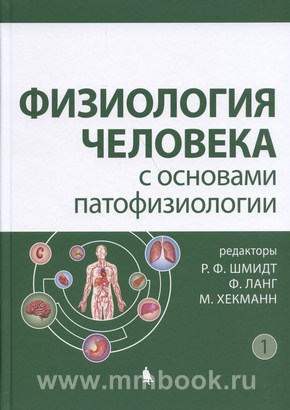 ФИЗИОЛОГИЯ
ЧЕЛОВЕКА
с основами
патофизиологии
редакторы
Р. Ф. ШМИДТ
Ф. ЛАНГ
М. ХЕКМАНН
1
www.mmbook.ru